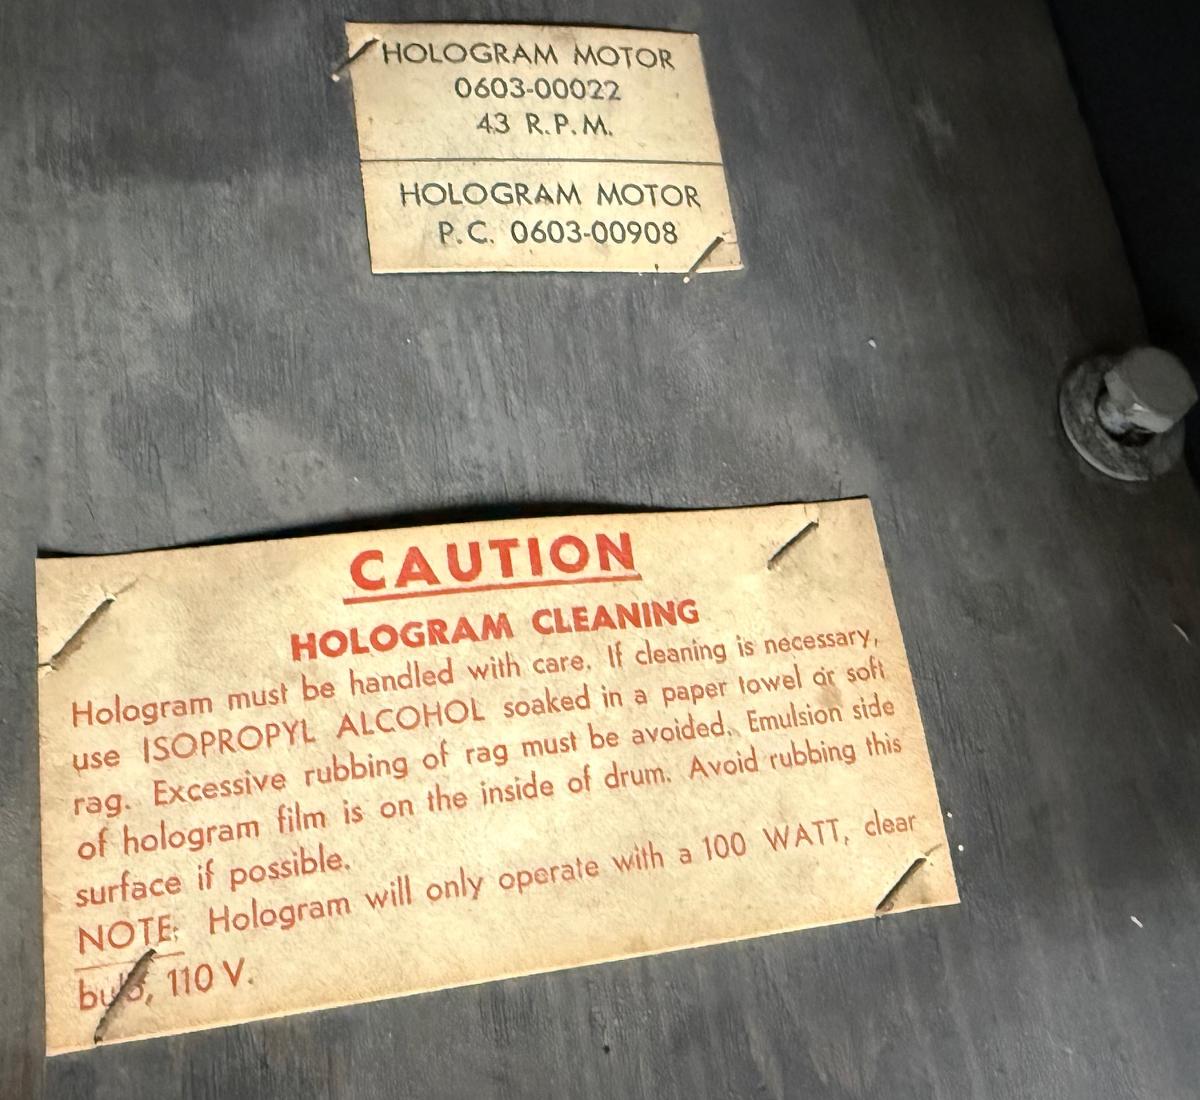 HOLOGRAM MOTOR
0603-00022
43 R.P.M.
HOLOGRAM MOTOR
P.C. 0603-00908
CAUTION
HOLOGRAM CLEANING
Hologram must be handled with care. If cleaning is necessary,
use ISOPROPYL ALCOHOL soaked in a paper towel or soft
rag. Excessive rubbing of rag must be avoided. Emulsion side
of hologram film is on the inside of drum. Avoid rubbing this
surface if possible.
NOTE: Hologram will only operate with a 100 WATT, clear
bulb, 110 V.